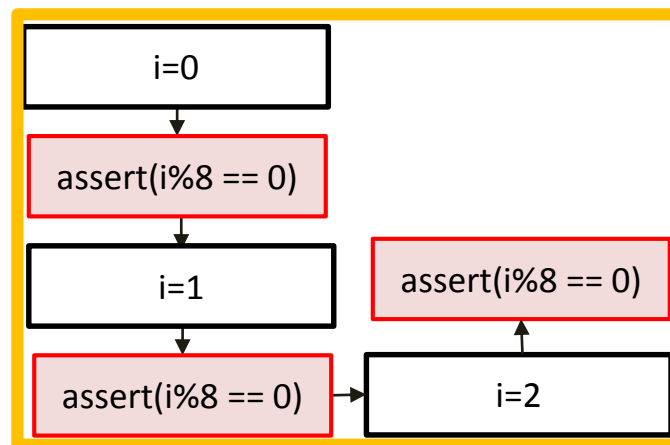 i=0
assert(i%8 == 0)
i=1
assert(i%8 == 0)
i=2
assert(i%8 == 0)